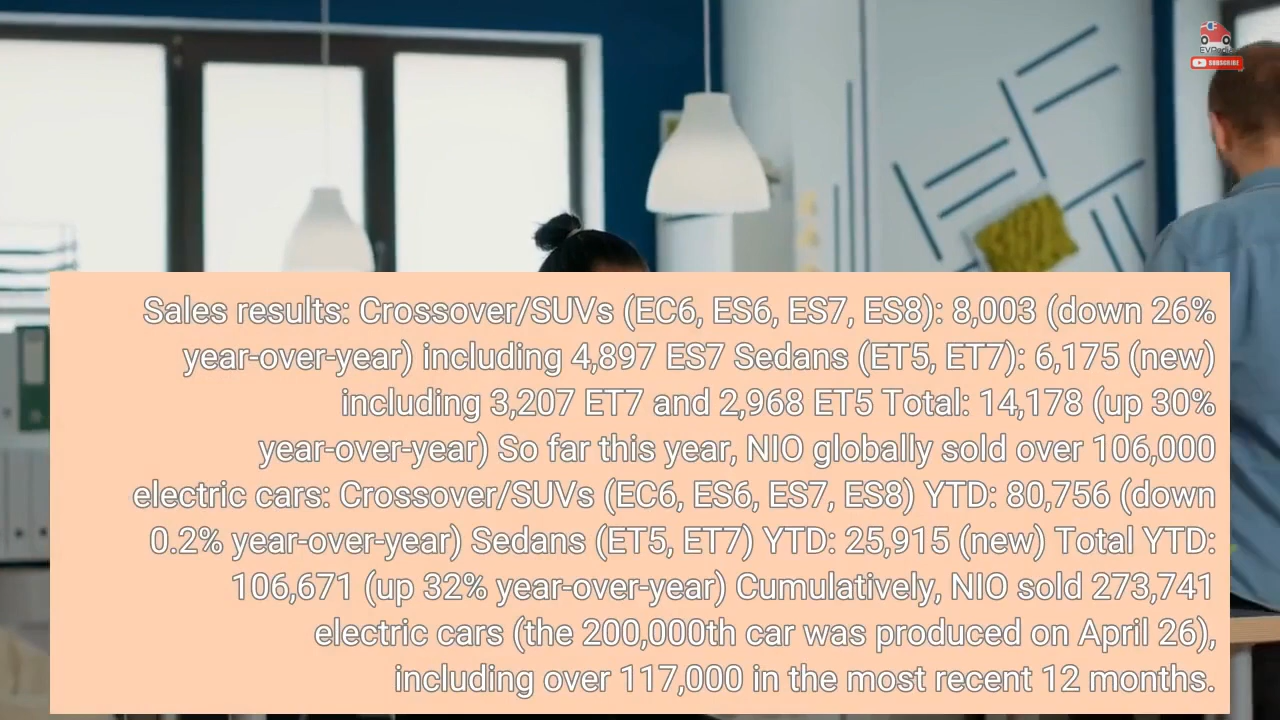 EVPedia
SUBSCRIBE
Sales results: Crossover/SUVs (EC6, ES6, ES7, ES8): 8,003 (down 26%
year-over-year) including 4,897 ES7 Sedans (ET5, ET7): 6,175 (new)
including 3,207 ET7 and 2,968 ET5 Total: 14,178 (up 30%
year-over-year) So far this year, NIO globally sold over 106,000
electric cars: Crossover/SUVs (EC6, ES6, ES7, ES8) YTD: 80,756 (down
0.2% year-over-year) Sedans (ET5, ET7) YTD: 25,915 (new) Total YTD:
106,671 (up 32% year-over-year) Cumulatively, NIO sold 273,741
electric cars (the 200,000th car was produced on April 26),
including over 117,000 in the most recent 12 months.